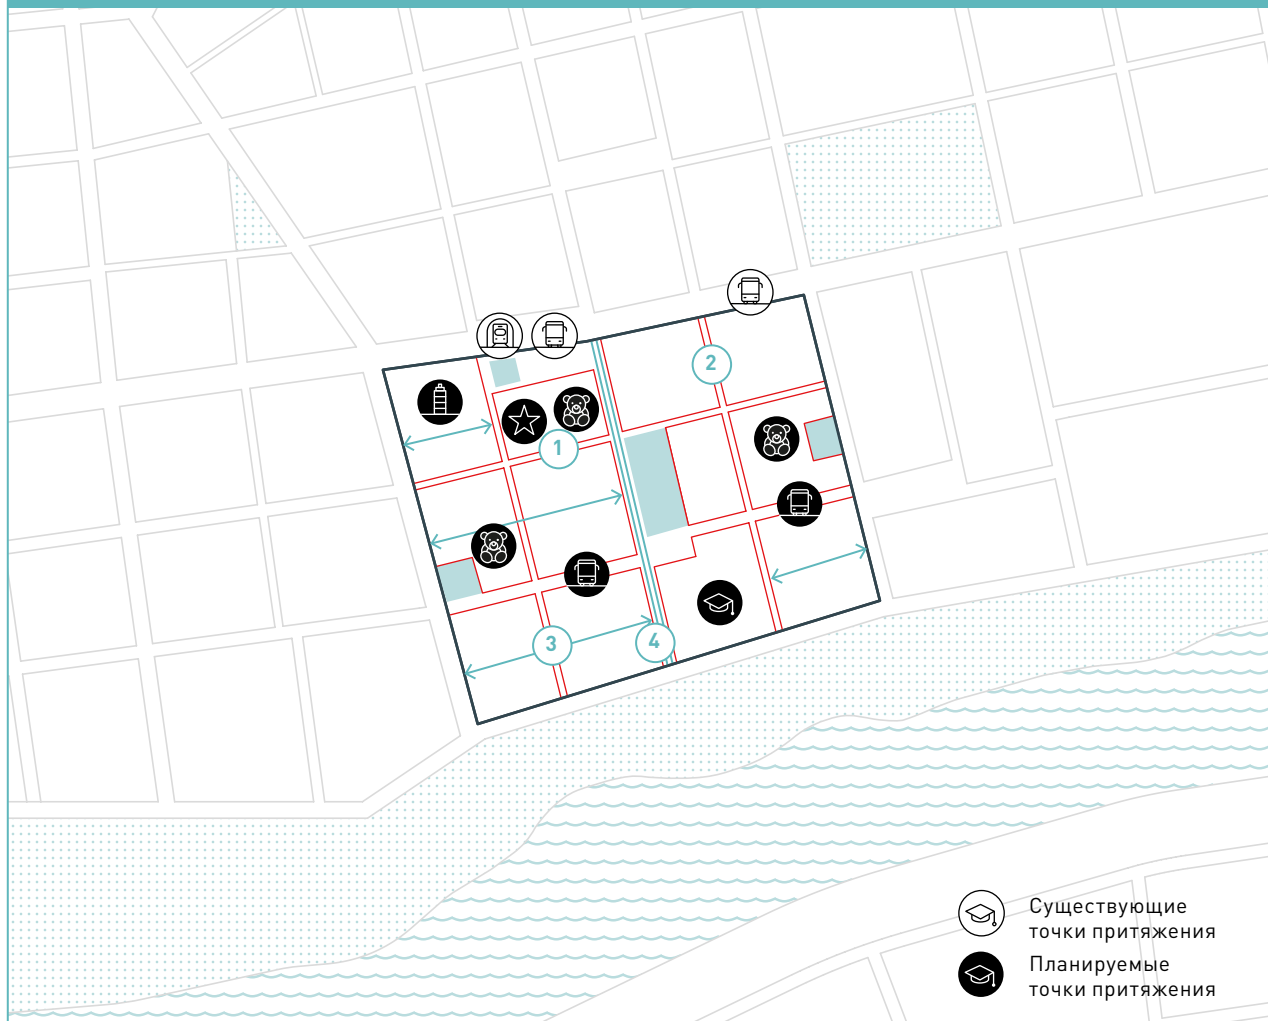 2
1
3
4
Существующие
точки притяжения
Планируемые
точки притяжения